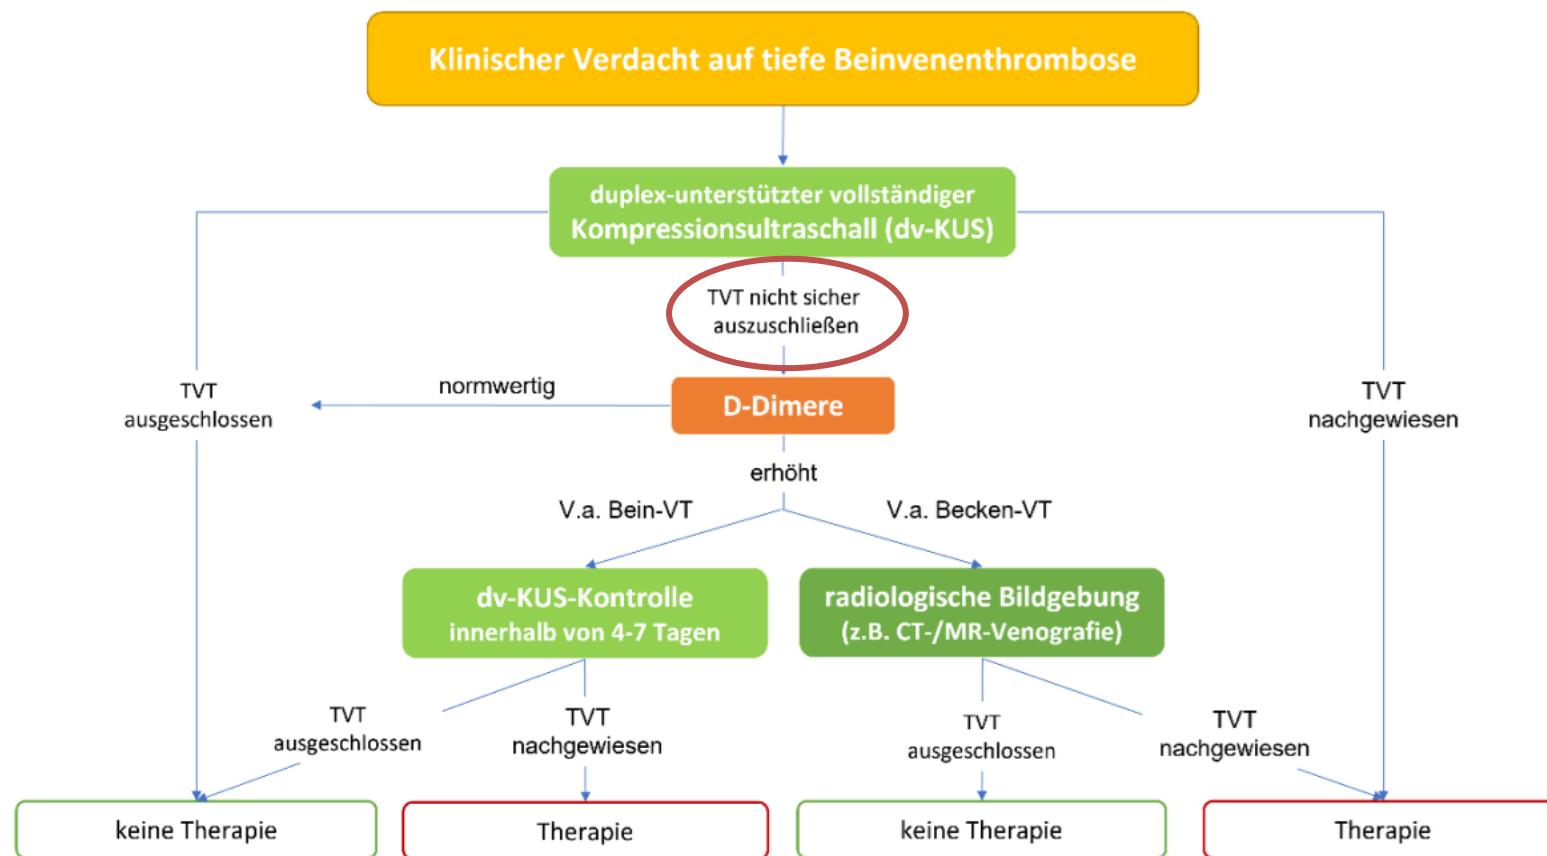 Klinischer Verdacht auf tiefe Beinvenenthrombose
duplex-unterstützter vollständiger
Kompressionsultraschall (dv-KUS)
TVT nicht sicher
auszuschließen
TVT
ausgeschlossen
normwertig
D-Dimere
TVT
nachgewiesen
erhöht
V.a. Bein-VT
V.a. Becken-VT
dv-KUS-Kontrolle
innerhalb von 4-7 Tagen
radiologische Bildgebung
(z.B. CT-/MR-Venografie)
TVT
ausgeschlossen
TVT
nachgewiesen
TVT
ausgeschlossen
TVT
nachgewiesen
keine Therapie
Therapie
keine Therapie
Therapie